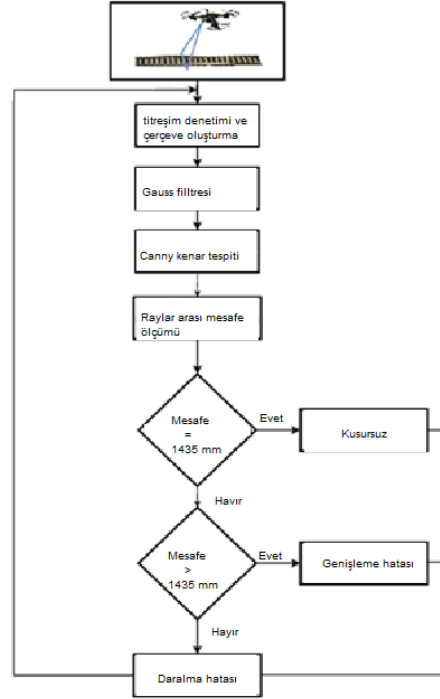 titreşim denetimi ve
çerçeve oluşturma
Gauss filltresi
Canny kenar tespiti
Raylar arası mesafe
ölçümü
Mesafe
=
1435 mm
Evet
Kusursuz
Havır
Mesafe
>
1435 mm
Evet
Genişleme hatası
Hayır
Daralma hatası